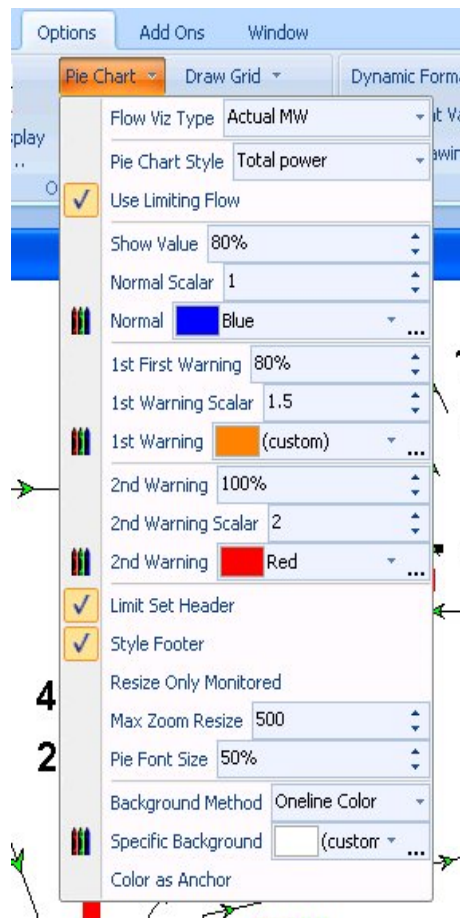 Options Add Ons Window
Pie Chart Draw Grid Dynamic Forma
Flow Viz Type Actual MW
Pie Chart Style Total power
Use Limiting Flow
Show Value 80%
Normal Scalar 1
Normal Blue ...
1st First Warning 80%
1st Warning Scalar 1.5
1st Warning (custom) ...
2nd Warning 100%
2nd Warning Scalar 2
2nd Warning Red ...
Limit Set Header
Style Footer
Resize Only Monitored
4
Max Zoom Resize 500
2
Pie Font Size 50%
Background Method Oneline Color
Specific Background (custom ...
Color as Anchor